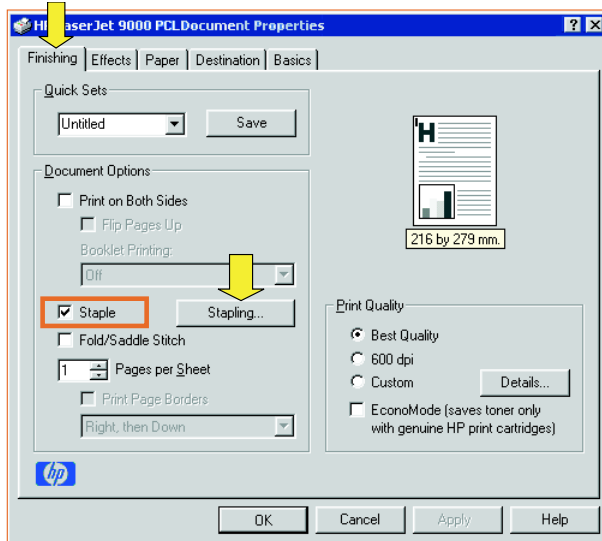 HP LaserJet 9000 PCLDocument Properties
Finishing Effects Paper Destination Basics
Quick Sets
Untitled Save
Document Options
Print on Both Sides
Flip Pages Up
Booklet Printing:
Off
Staple Stapling...
Fold/Saddle Stitch
1 Pages per Sheet
Print Page Borders
Right, then Down
H
216 by 279 mm.
Print Quality
Best Quality
600 dpi
Custom Details...
EconoMode (saves toner only
with genuine HP print cartridges)
hp
OK Cancel Apply Help